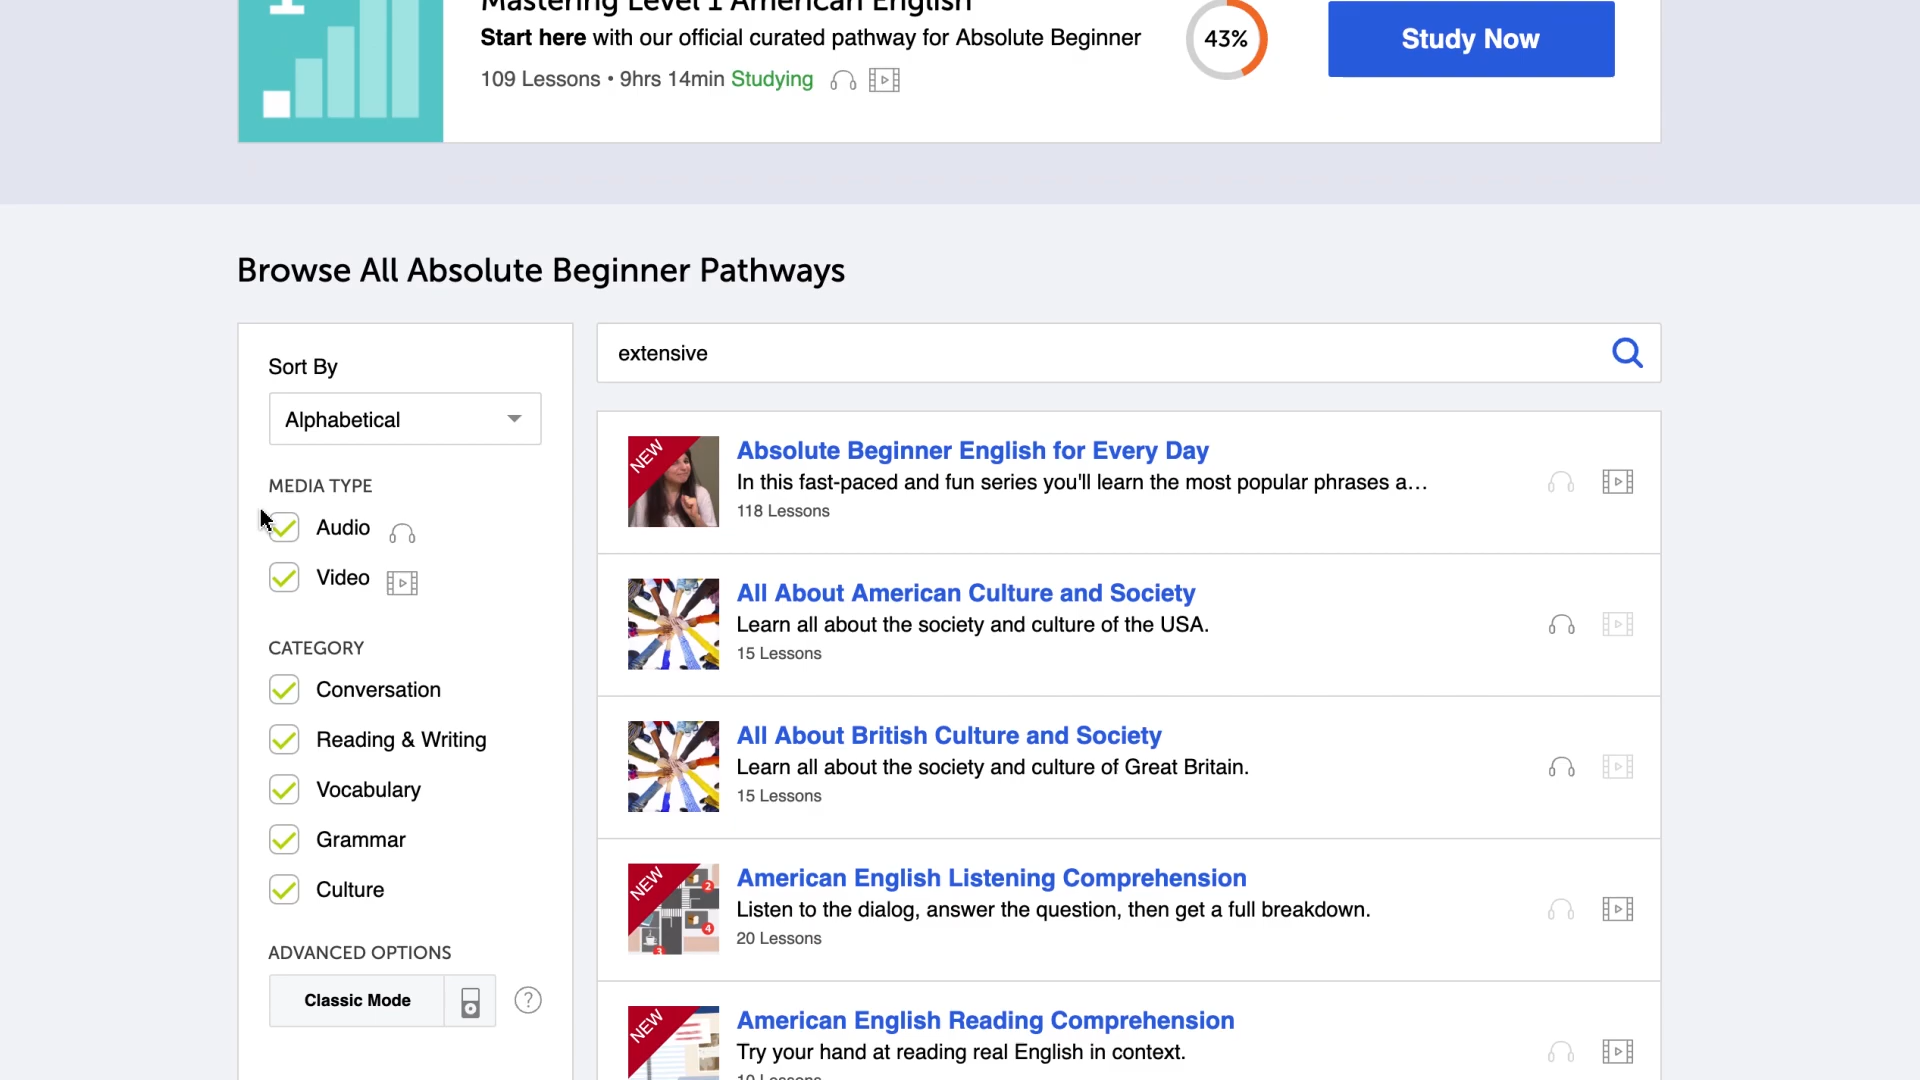 Mastering Level 1 American English
Start here with our official curated pathway for Absolute Beginner
109 Lessons • 9hrs 14min Studying
43%
Study Now
Browse All Absolute Beginner Pathways
Sort By
Alphabetical
MEDIA TYPE
Audio
Video
CATEGORY
Conversation
Reading & Writing
Vocabulary
Grammar
Culture
ADVANCED OPTIONS
Classic Mode
?
extensive
NEW
Absolute Beginner English for Every Day
In this fast-paced and fun series you'll learn the most popular phrases a...
118 Lessons
All About American Culture and Society
Learn all about the society and culture of the USA.
15 Lessons
All About British Culture and Society
Learn all about the society and culture of Great Britain.
15 Lessons
NEW
2
4
3
American English Listening Comprehension
Listen to the dialog, answer the question, then get a full breakdown.
20 Lessons
NEW
American English Reading Comprehension
Try your hand at reading real English in context.
Lessons